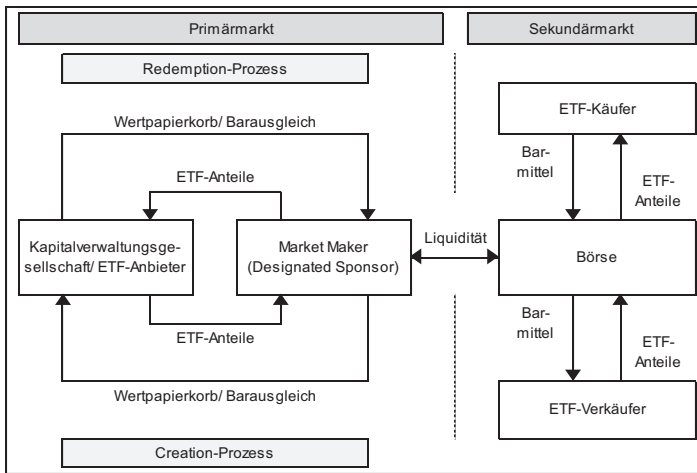 Primärmarkt
Sekundärmarkt
Redemption-Prozess
Wertpapierkorb/ Barausgleich
ETF-Anteile
Kapitalverwaltungsge-
sellschaft/ ETF-Anbieter
Market Maker
(Designated Sponsor)
ETF-Anteile
Wertpapierkorb/ Barausgleich
Creation-Prozess
Liquidität
ETF-Käufer
Bar-
mittel
ETF-
Anteile
Börse
Bar-
mittel
ETF-
Anteile
ETF-Verkäufer